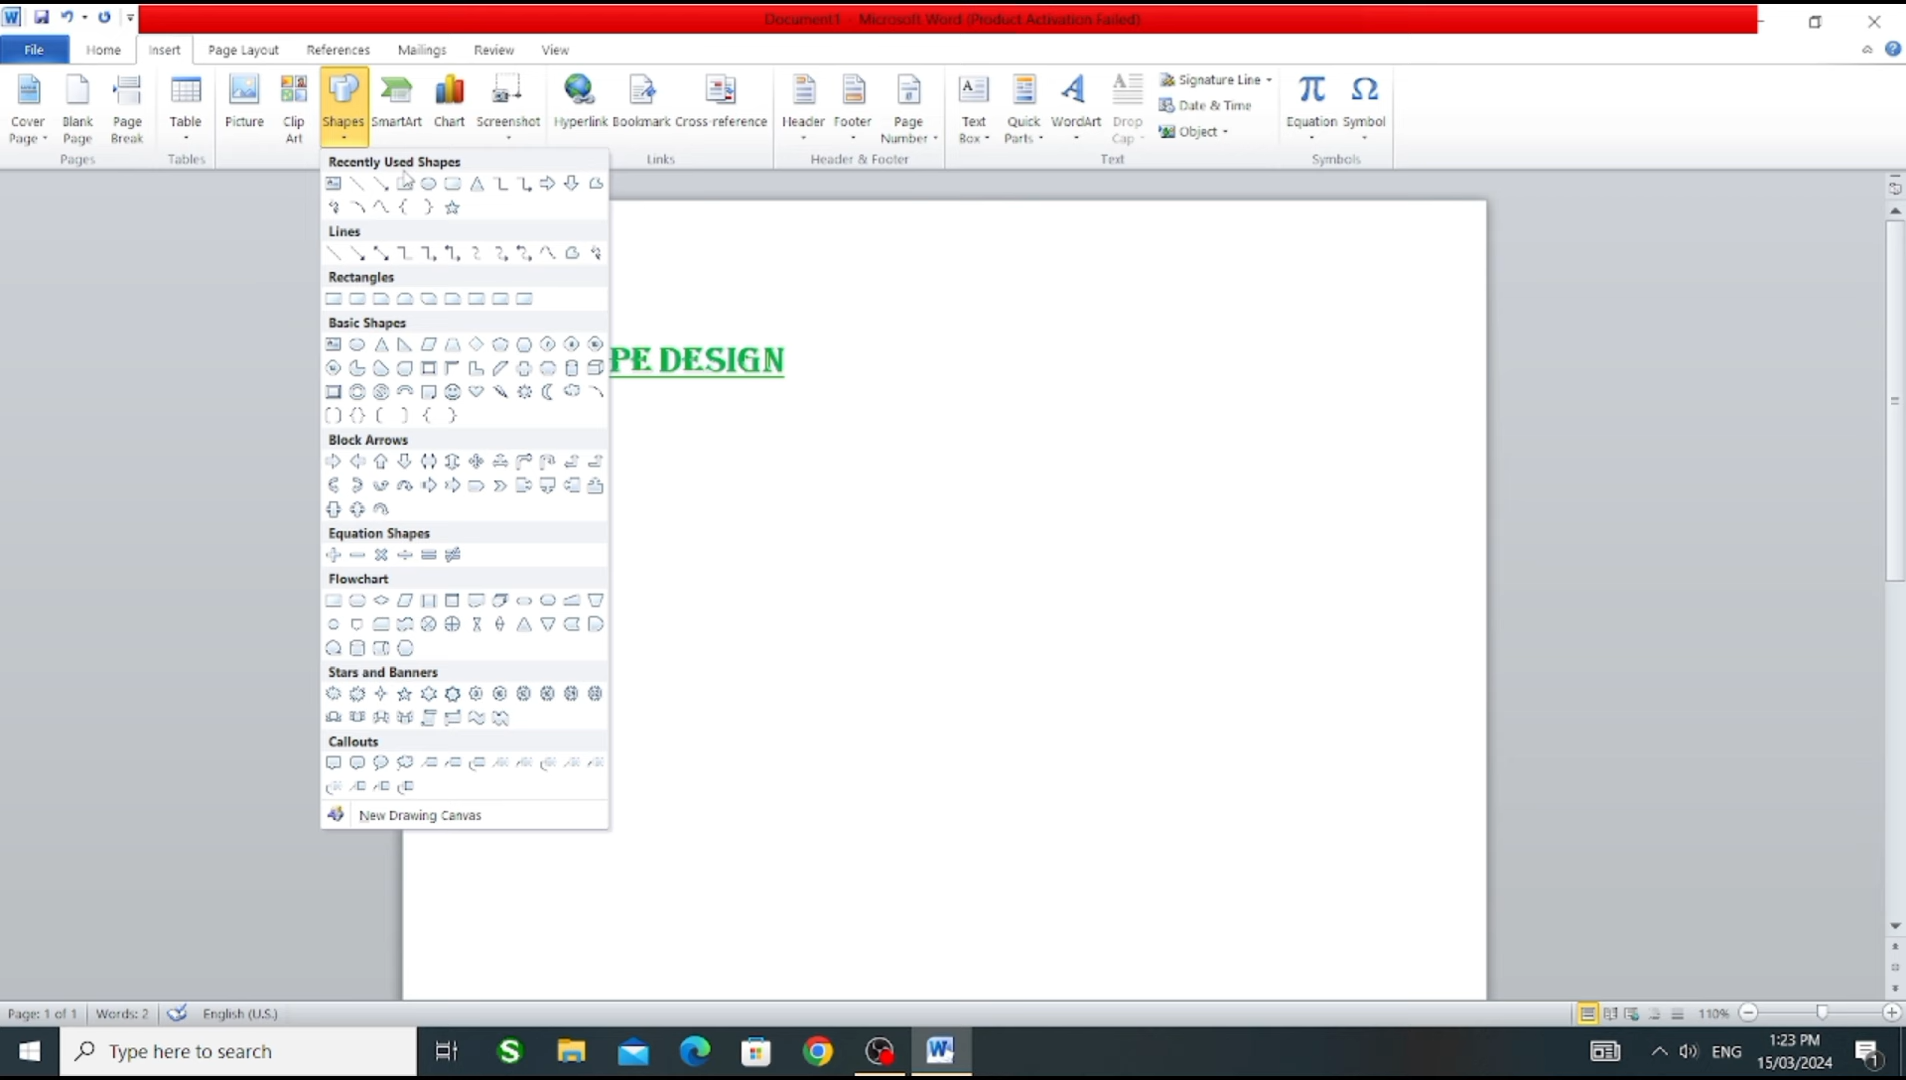 Document1 - Microsoft Word (Product Activation Failed)
File Home Insert Page Layout References Mailings Review View
Cover Page
Blank Page
Page Break
Table
Picture
Clip Art
Shapes
SmartArt
Chart
Screenshot
Hyperlink
Bookmark
Cross-reference
Header
Footer
Page Number
Text Box
Quick Parts
WordArt
Drop Cap
Signature Line
Date & Time
Object
Equation
Symbol
Pages
Tables
Links
Header & Footer
Text
Symbols
Recently Used Shapes
Lines
Rectangles
Basic Shapes
PE DESIGN
Block Arrows
Equation Shapes
Flowchart
Stars and Banners
Callouts
New Drawing Canvas
Page: 1 of 1 Words: 2 English (U.S.) 110%
Type here to search
ENG
1:23 PM
15/03/2024
1